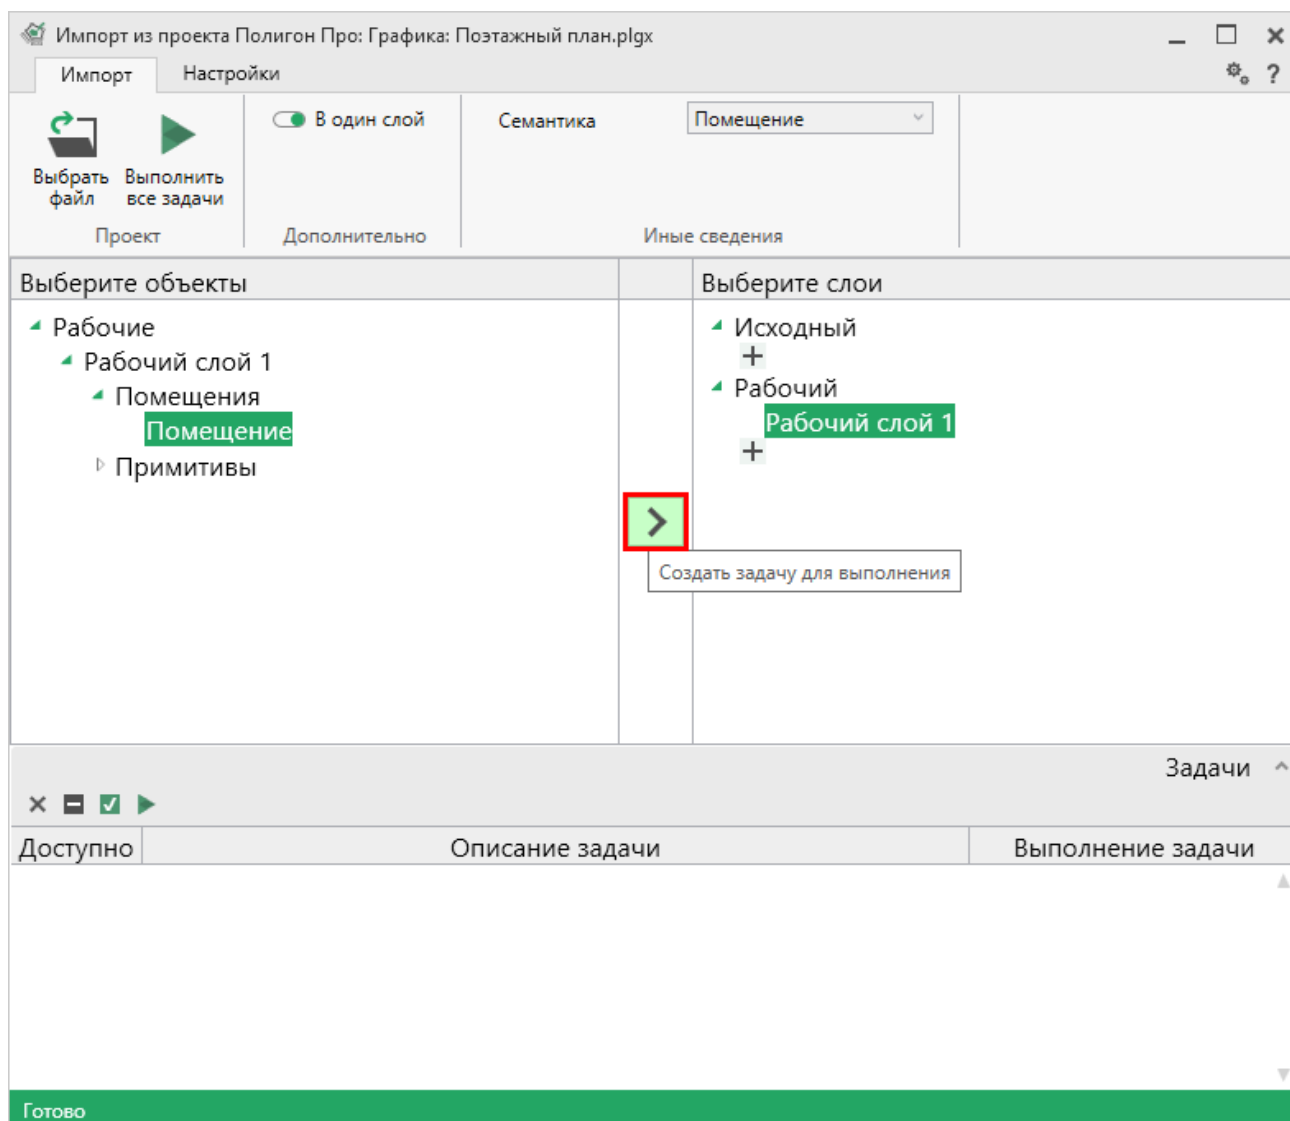 Импорт из проекта Полигон Про: Графика: Поэтажный план.plgx
Импорт
Настройки
?
Выбрать файл
Выполнить все задачи
Проект
В один слой
Дополнительно
Семантика
Помещение
Иные сведения
Выберите объекты
Выберите слои
Рабочие
Рабочий слой 1
Помещения
Помещение
Примитивы
Исходный
Рабочий
Рабочий слой 1
Создать задачу для выполнения
Задачи
Доступно
Описание задачи
Выполнение задачи
Готово